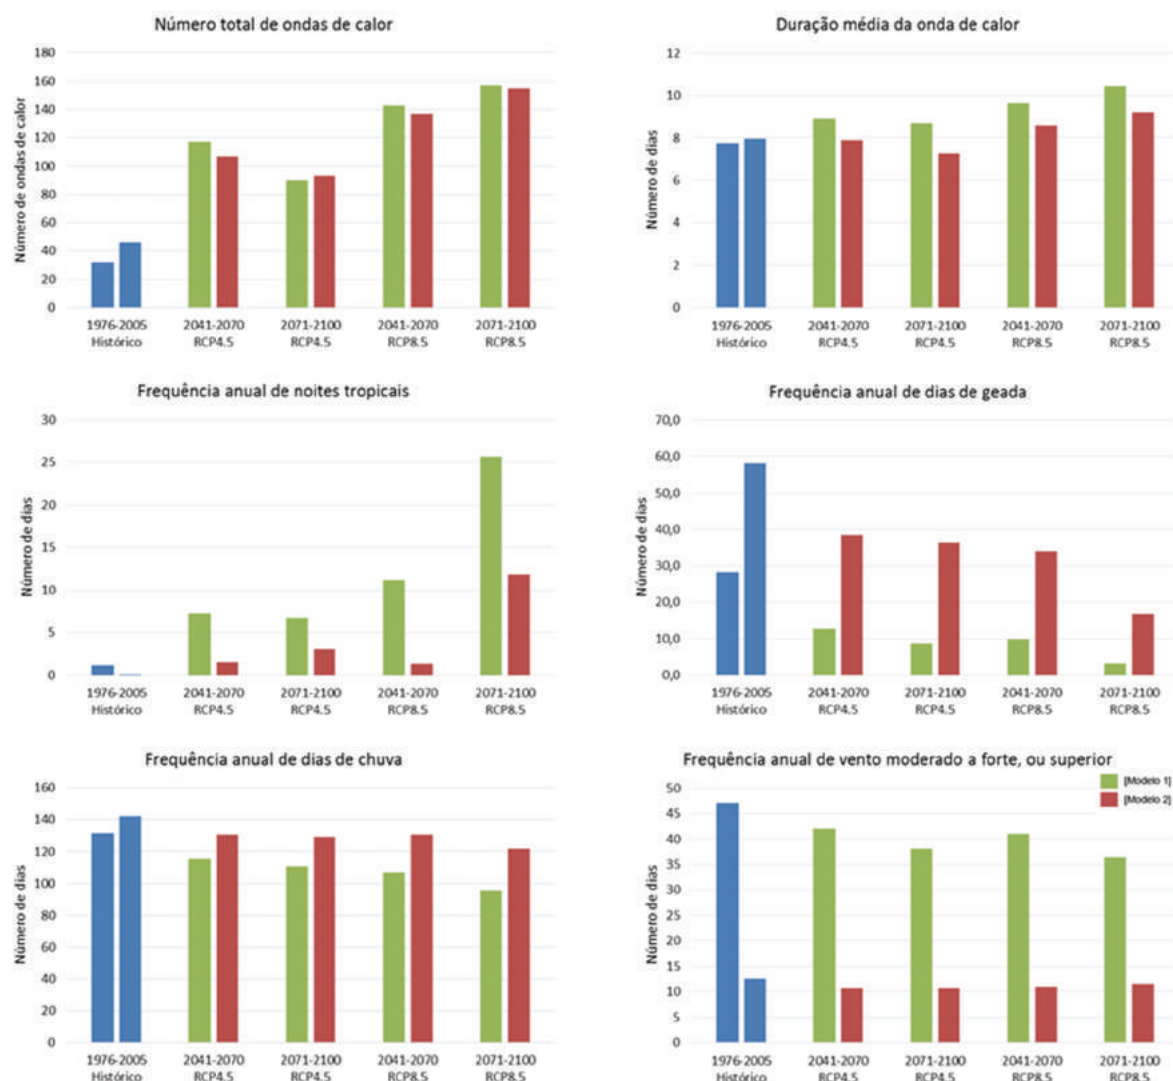 Número total de ondas de calor
Número de ondas de calor
180
160
140
120
100
80
60
40
20
0
1976-2005 2041-2070 2071-2100 2041-2070 2071-2100
Histórico RCP4.5 RCP4.5 RCP8.5 RCP8.5
Duração média da onda de calor
Número de dias
12
10
8
6
4
2
0
1976-2005 2041-2070 2071-2100 2041-2070 2071-2100
Histórico RCP4.5 RCP4.5 RCP8.5 RCP8.5
Frequência anual de noites tropicais
Número de dias
30
25
20
15
10
5
0
1976-2005 2041-2070 2071-2100 2041-2070 2071-2100
Histórico RCP4.5 RCP4.5 RCP8.5 RCP8.5
Frequência anual de dias de geada
Número de dias
70,0
60,0
50,0
40,0
30,0
20,0
10,0
0,0
1976-2005 2041-2070 2071-2100 2041-2070 2071-2100
Histórico RCP4.5 RCP4.5 RCP8.5 RCP8.5
Frequência anual de dias de chuva
Número de dias
160
140
120
100
80
60
40
20
0
1976-2005 2041-2070 2071-2100 2041-2070 2071-2100
Histórico RCP4.5 RCP4.5 RCP8.5 RCP8.5
Frequência anual de vento moderado a forte, ou superior
[Modelo 1]
[Modelo 2]
Número de dias
50
45
40
35
30
25
20
15
10
5
0
1976-2005 2041-2070 2071-2100 2041-2070 2071-2100
Histórico RCP4.5 RCP4.5 RCP8.5 RCP8.5